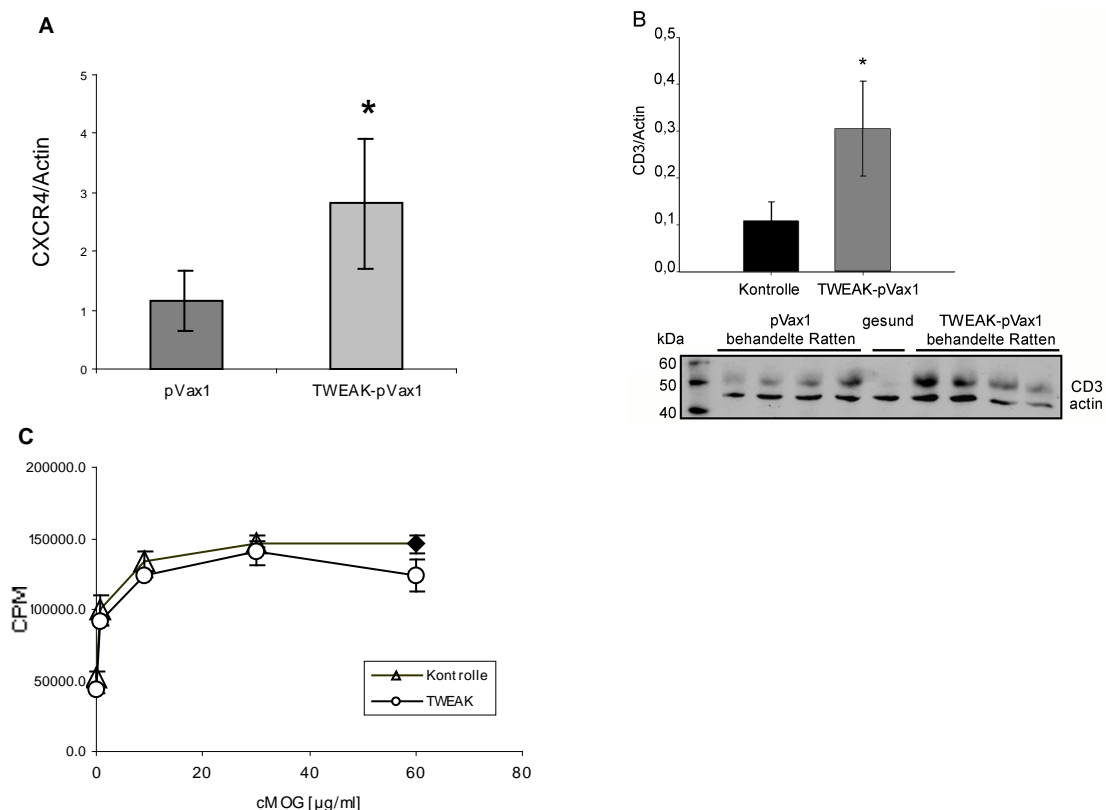 A
5
4
3
2
1
0
CXCR4/Actin
*
pVax1
TWEAK-pVax1
B
0,5
0,4
0,3
0,2
0,1
0,0
CD3/Actin
*
Kontrolle
TWEAK-pVax1
pVax1
behandelte Ratten
gesund
TWEAK-pVax1
behandelte Ratten
kDa
60
50
40
CD3
actin
C
200000.0
150000.0
100000.0
50000.0
0.0
CPM
Kontrolle
TWEAK
0 20 40 60 80
cMOG [µg/ml]